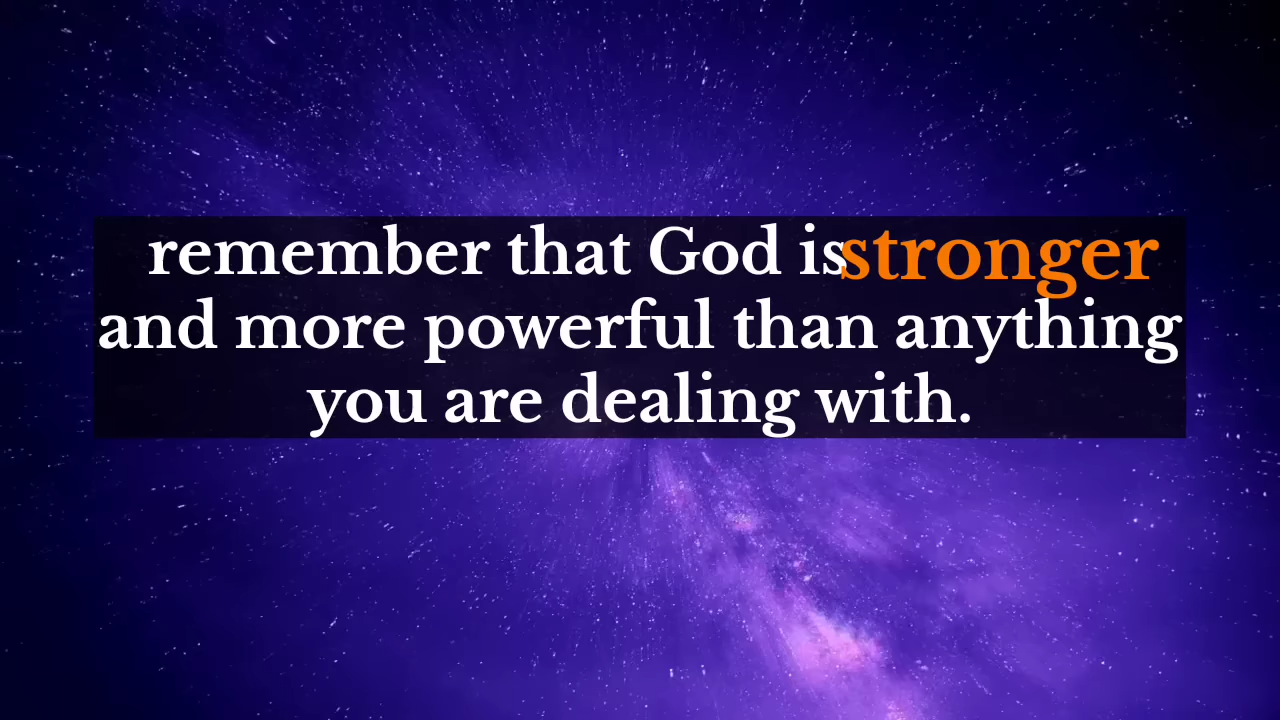 remember that God is stronger
and more powerful than anything
you are dealing with.